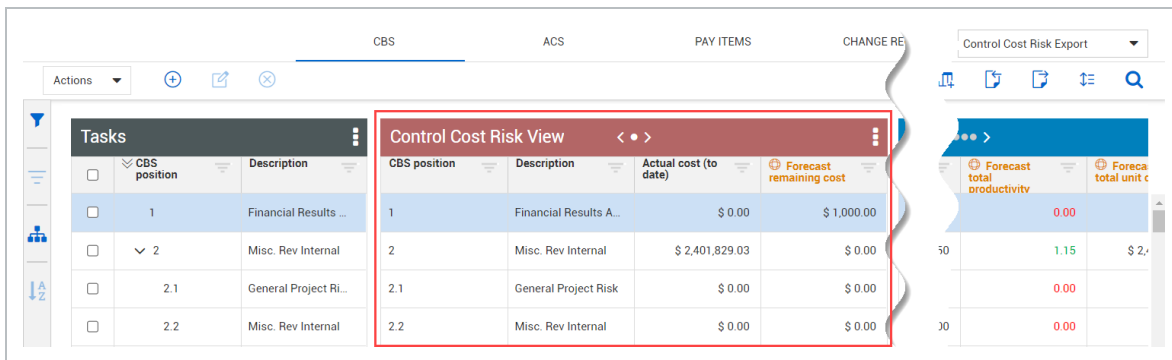 CBS ACS PAY ITEMS CHANGE RE Control Cost Risk Export
Actions
Tasks Control Cost Risk View
CBS position Description CBS position Description Actual cost (to date) Forecast remaining cost Forecast total productivity Foreca total unit c
1 Financial Results ... 1 Financial Results A... $ 0.00 $ 1,000.00 0.00
2 Misc. Rev Internal 2 Misc. Rev Internal $ 2,401,829.03 $ 0.00 50 1.15 $ 2,4
2.1 General Project Ri... 2.1 General Project Risk $ 0.00 $ 0.00 0.00
2.2 Misc. Rev Internal 2.2 Misc. Rev Internal $ 0.00 $ 0.00 00 0.00